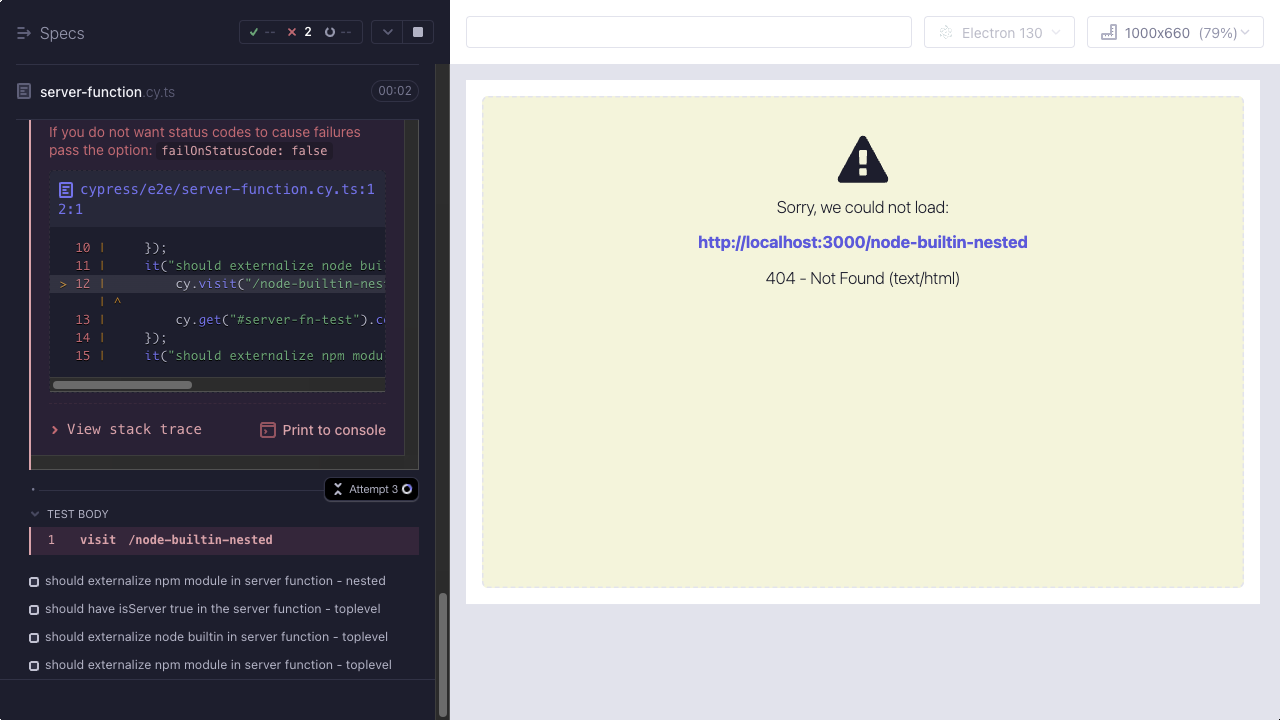 Specs
-- 2 --
Electron 130
1000x660 (79%)
server-function.cy.ts
00:02
If you do not want status codes to cause failures
pass the option: failOnStatusCode: false
cypress/e2e/server-function.cy.ts:1
2:1
10 | });
11 | it("should externalize node bui
> 12 | cy.visit("/node-builtin-nes
| ^
13 | cy.get("#server-fn-test").co
14 | });
15 | it("should externalize npm modu
View stack trace
Print to console
Attempt 3
TEST BODY
1 visit /node-builtin-nested
should externalize npm module in server function - nested
should have isServer true in the server function - toplevel
should externalize node builtin in server function - toplevel
should externalize npm module in server function - toplevel
Sorry, we could not load:
http://localhost:3000/node-builtin-nested
404 - Not Found (text/html)